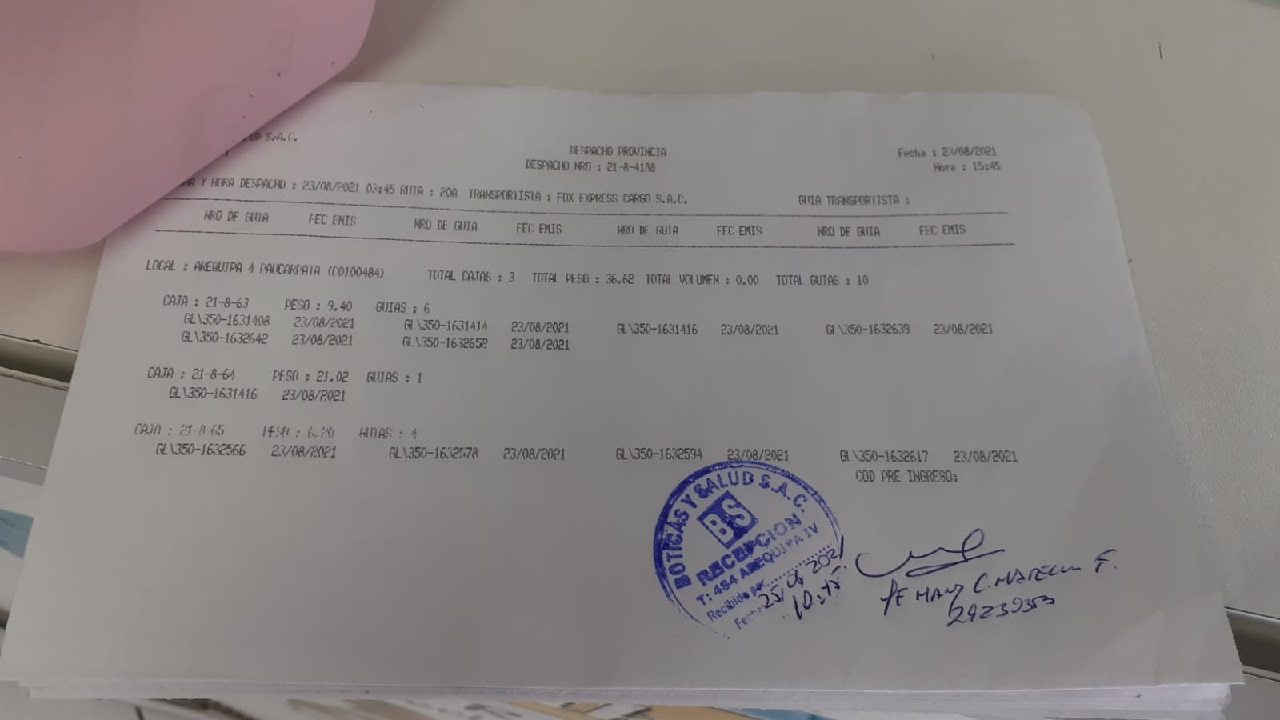 S.A.C.
DESPACHO PROVINCIA
Fecha : 23/08/2021
DESPACHO NRO : 21-8-4108
Hora : 15:45
Y HORA DESPACHO : 23/08/2021 03:45 RUTA : 20A TRANSPORTISTA : FOX EXPRESS CARGO S.A.C. GUIA TRANSPORTISTA :
NRO DE GUIA FEC EMIS NRO DE GUIA FEC EMIS NRO DE GUIA FEC EMIS NRO DE GUIA FEC EMIS
LOCAL : AREQUIPA 4 PAUCARPATA (C0100484) TOTAL CAJAS : 3 TOTAL PESO : 36.62 TOTAL VOLUMEN : 0.00 TOTAL GUIAS : 10
CAJA : 21-8-63 PESO : 9.40 GUIAS : 6
GL\350-1631408 23/08/2021 GL\350-1631414 23/08/2021 GL\350-1631416 23/08/2021 GL\350-1632639 23/08/2021
GL\350-1632642 23/08/2021 GL\350-1632652 23/08/2021
CAJA : 21-8-64 PESO : 21.02 GUIAS : 1
GL\350-1631416 23/08/2021
CAJA : 21-8-65 PESO : 6.20 GUIAS : 4
GL\350-1632566 23/08/2021 GL\350-1632578 23/08/2021 GL\350-1632594 23/08/2021 GL\350-1632617 23/08/2021
COD PRE INGRESO:
BOTICAS Y SALUD S.A.C.
BS
RECEPCION
T: 484 AREQUIPA IV
Recibido por:
Fecha: 25/08/2021
10:45
29239353